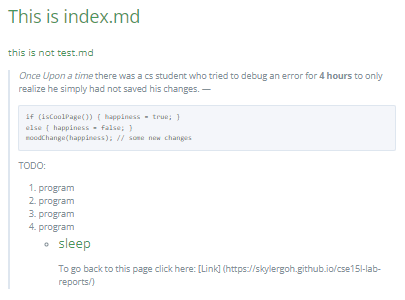 This is index.md
this is not test.md
Once Upon a time there was a cs student who tried to debug an error for 4 hours to only
realize he simply had not saved his changes. —
if (isCoolPage()) { happiness = true; }
else { happiness = false; }
moodChange(happiness); // some new changes
TODO:
1. program
2. program
3. program
4. program
sleep
To go back to this page click here: [Link] (https://skylergoh.github.io/cse15l-lab-
reports/)